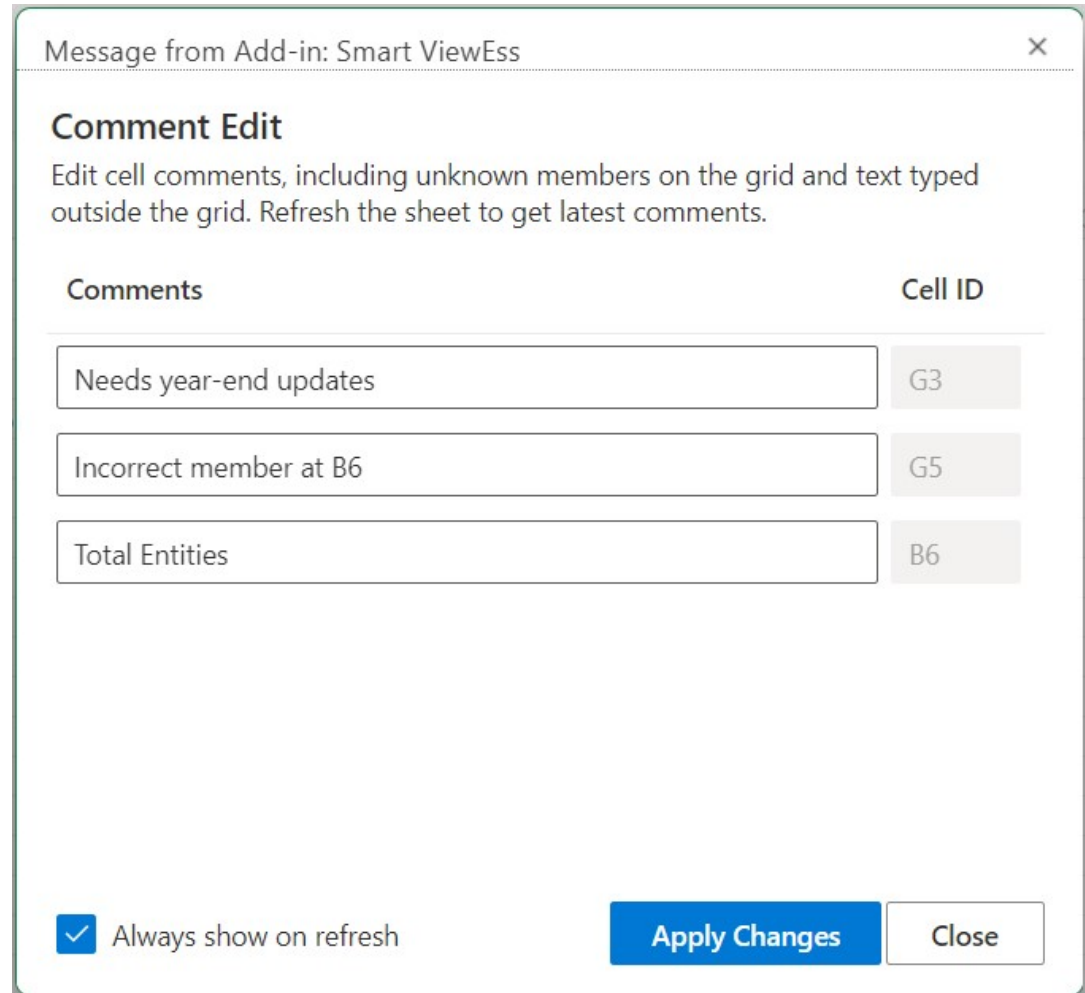 Message from Add-in: Smart ViewEss
Comment Edit
Edit cell comments, including unknown members on the grid and text typed
outside the grid. Refresh the sheet to get latest comments.
Comments Cell ID
Needs year-end updates G3
Incorrect member at B6 G5
Total Entities B6
Always show on refresh Apply Changes Close